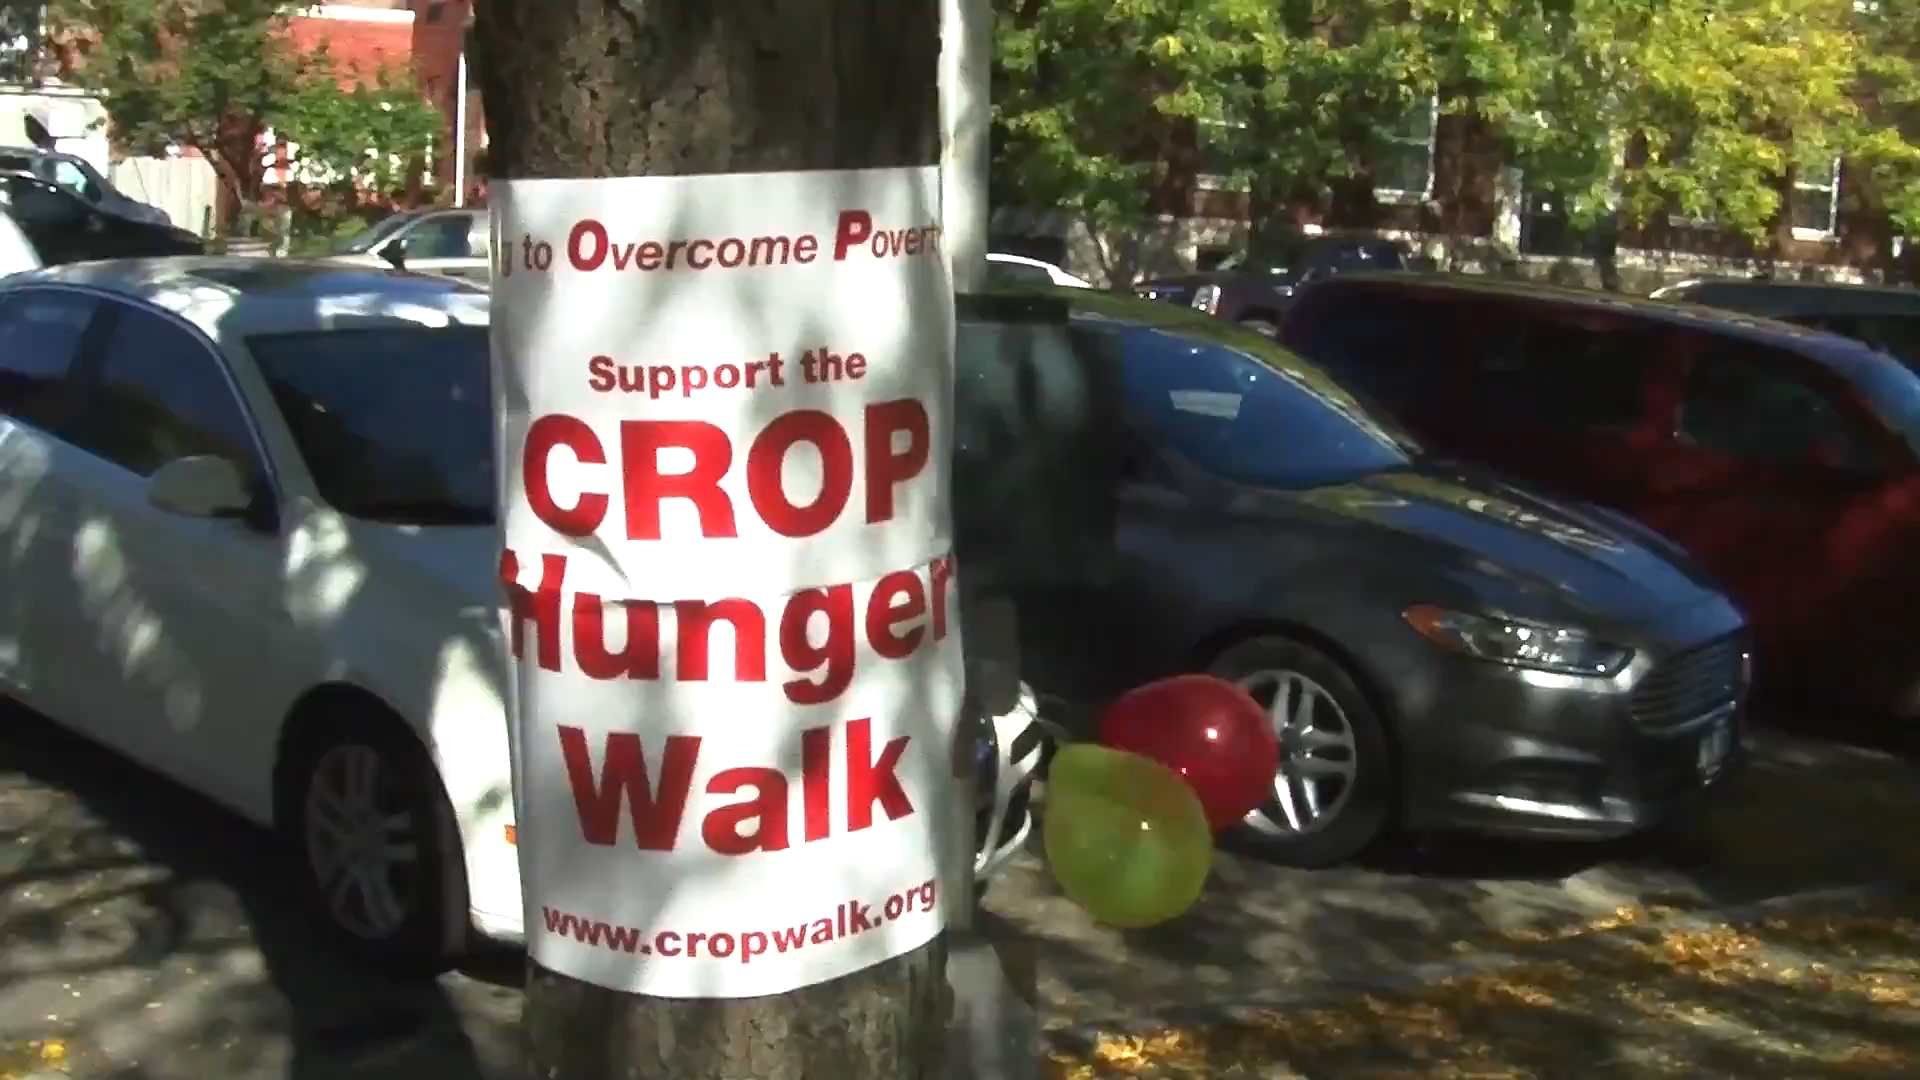 to Overcome Povert
Support the
CROP
Hunger
Walk
www.cropwalk.org